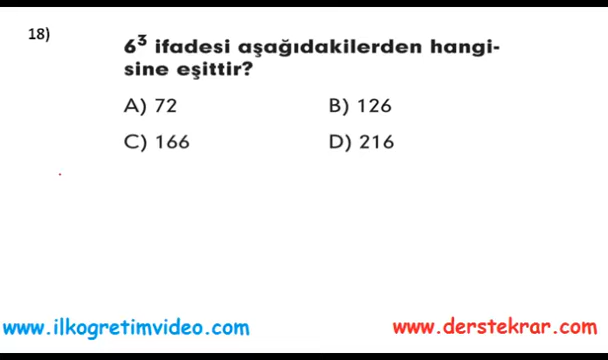 18)
6³ ifadesi aşağıdakilerden hangi-
sine eşittir?
A) 72 B) 126
C) 166 D) 216
www.ilkogretimvideo.com www.derstekrar.com